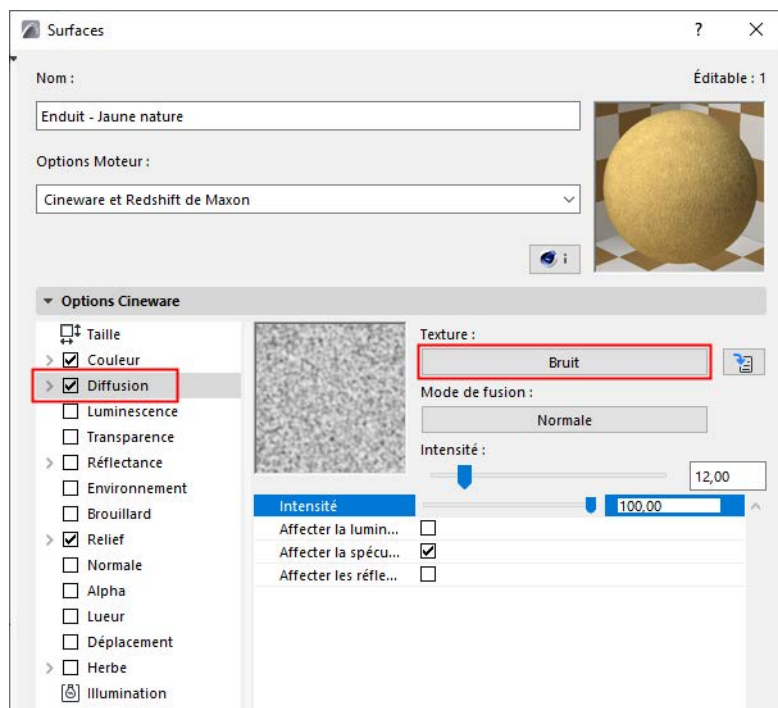 Surfaces
?
Nom :
Éditable : 1
Enduit - Jaune nature
Options Moteur :
Cineware et Redshift de Maxon
i
Options Cineware
Taille
Couleur
Diffusion
Luminescence
Transparence
Réflectance
Environnement
Brouillard
Relief
Normale
Alpha
Lueur
Déplacement
Herbe
Illumination
Texture :
Bruit
Mode de fusion :
Normale
Intensité :
12,00
Intensité
100,00
Affecter la lumin...
Affecter la spécu...
Affecter les réfle...